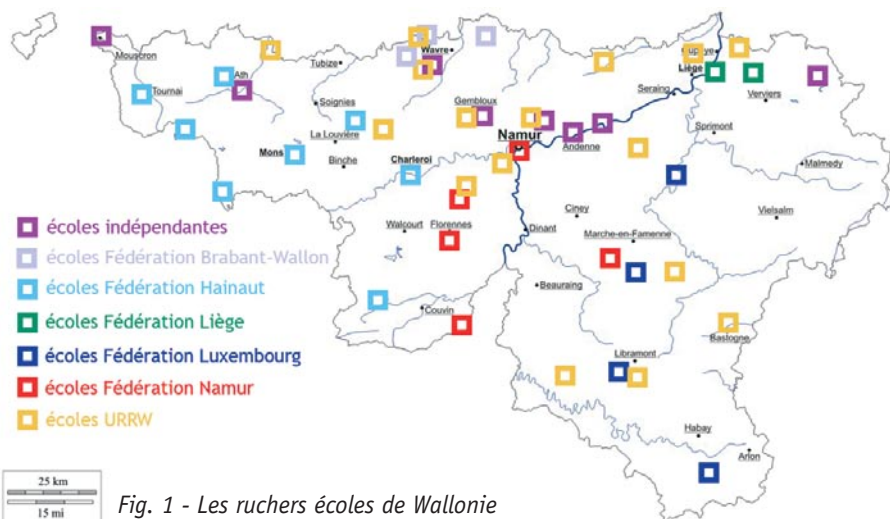 Mouscron
Tournai
Ath
Tubize
Soignies
Wavre
Liège
Seraing
Verviers
Gembloux
La Louvière
Namur
Andenne
Sprimont
Mons
Binche
Charleroi
Malmedy
Walcourt
Florennes
Dinant
Ciney
Marche-en-Famenne
Vielsalm
Beauraing
Couvin
Bastogne
Libramont
Habay
Arlon
écoles indépendantes
écoles Fédération Brabant-Wallon
écoles Fédération Hainaut
écoles Fédération Liège
écoles Fédération Luxembourg
écoles Fédération Namur
écoles URRW
25 km
15 mi
Fig. 1 - Les ruchers écoles de Wallonie